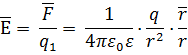 E̅ = F̅/q₁ = 1/(4πε₀ε) · q/r² · r̅/r